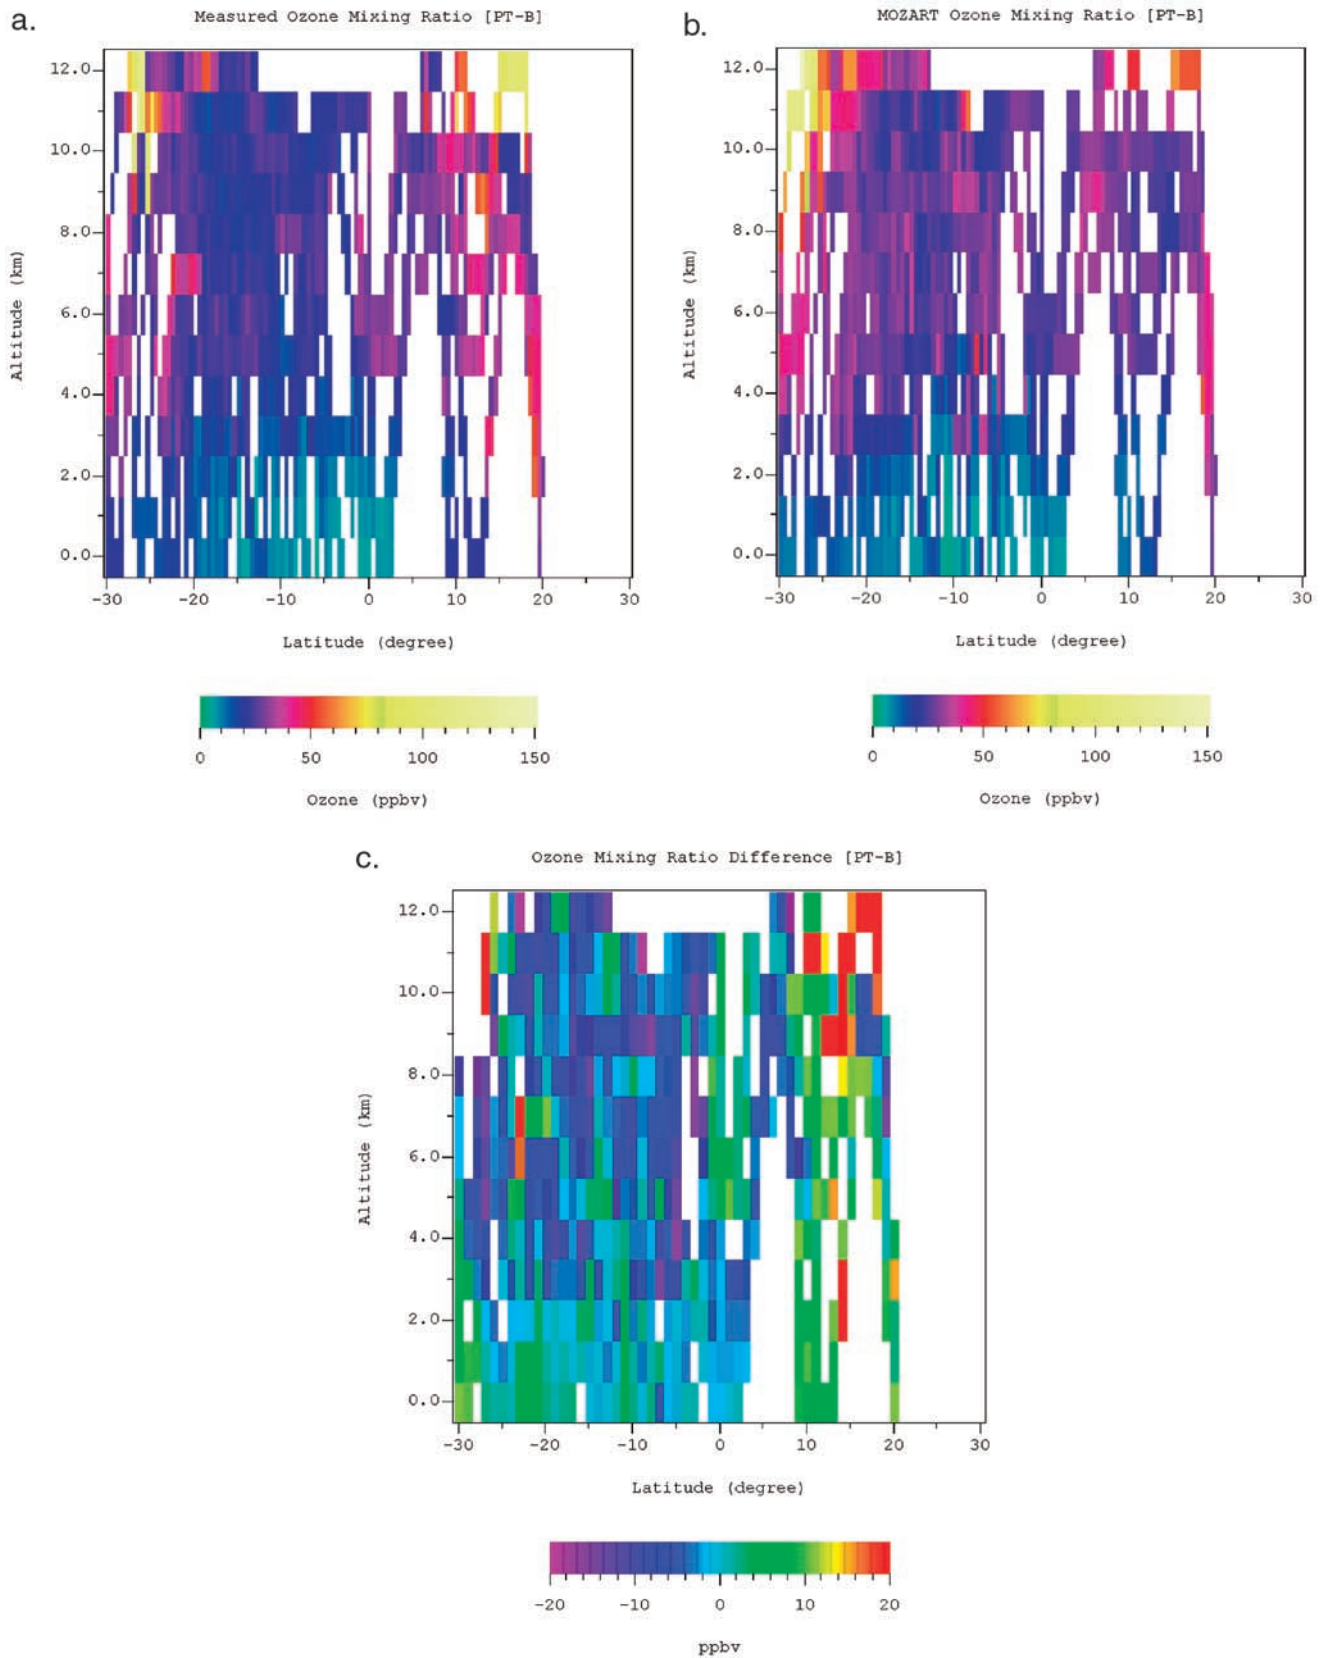 a.
Measured Ozone Mixing Ratio [PT-B]
12.0
10.0
8.0
6.0
4.0
2.0
0.0
Altitude (km)
-30 -20 -10 0 10 20 30
Latitude (degree)
0 50 100 150
Ozone (ppbv)
b.
MOZART Ozone Mixing Ratio [PT-B]
12.0
10.0
8.0
6.0
4.0
2.0
0.0
Altitude (km)
-30 -20 -10 0 10 20 30
Latitude (degree)
0 50 100 150
Ozone (ppbv)
c.
Ozone Mixing Ratio Difference [PT-B]
12.0
10.0
8.0
6.0
4.0
2.0
0.0
Altitude (km)
-30 -20 -10 0 10 20 30
Latitude (degree)
-20 -10 0 10 20
ppbv